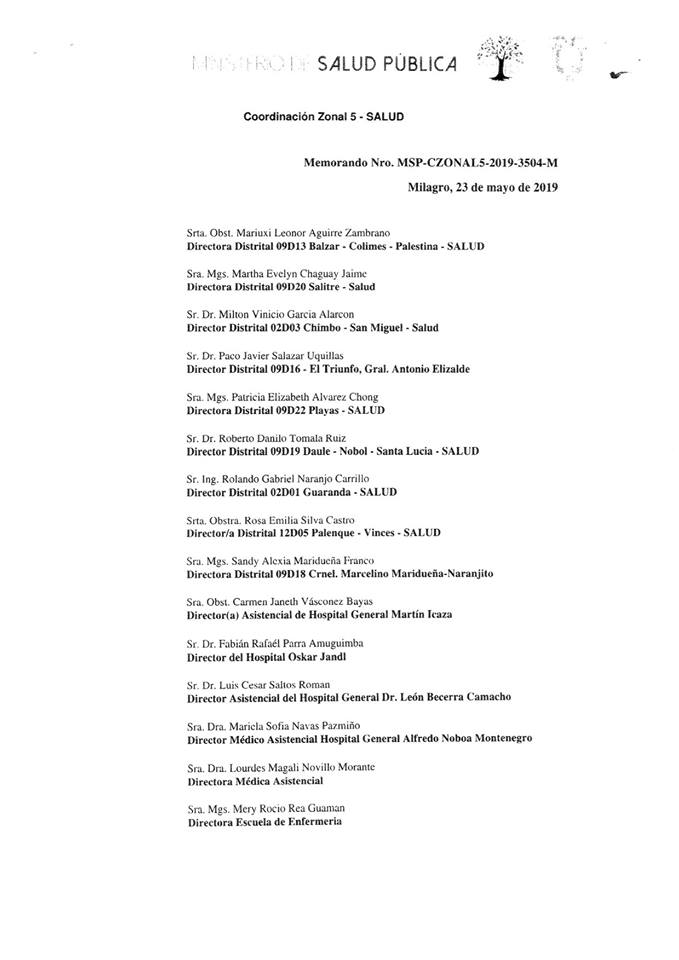 MINISTERIO DE SALUD PÚBLICA
Coordinación Zonal 5 - SALUD
Memorando Nro. MSP-CZONAL5-2019-3504-M
Milagro, 23 de mayo de 2019
Srta. Obst. Mariuxi Leonor Aguirre Zambrano
Directora Distrital 09D13 Balzar - Colimes - Palestina - SALUD
Sra. Mgs. Martha Evelyn Chaguay Jaime
Directora Distrital 09D20 Salitre - Salud
Sr. Dr. Milton Vinicio Garcia Alarcon
Director Distrital 02D03 Chimbo - San Miguel - Salud
Sr. Dr. Paco Javier Salazar Uquillas
Director Distrital 09D16 - El Triunfo, Gral. Antonio Elizalde
Sra. Mgs. Patricia Elizabeth Alvarez Chong
Directora Distrital 09D22 Playas - SALUD
Sr. Dr. Roberto Danilo Tomala Ruiz
Director Distrital 09D19 Daule - Nobol - Santa Lucia - SALUD
Sr. Ing. Rolando Gabriel Naranjo Carrillo
Director Distrital 02D01 Guaranda - SALUD
Srta. Obstra. Rosa Emilia Silva Castro
Director/a Distrital 12D05 Palenque - Vinces - SALUD
Sra. Mgs. Sandy Alexia Maridueña Franco
Directora Distrital 09D18 Crnel. Marcelino Maridueña-Naranjito
Sra. Obst. Carmen Janeth Vásconez Bayas
Director(a) Asistencial de Hospital General Martín Icaza
Sr. Dr. Fabián Rafaél Parra Amuguimba
Director del Hospital Oskar Jandl
Sr. Dr. Luis Cesar Saltos Roman
Director Asistencial del Hospital General Dr. León Becerra Camacho
Sra. Dra. Mariela Sofia Navas Pazmiño
Director Médico Asistencial Hospital General Alfredo Noboa Montenegro
Sra. Dra. Lourdes Magali Novillo Morante
Directora Médica Asistencial
Sra. Mgs. Mery Rocio Rea Guaman
Directora Escuela de Enfermeria